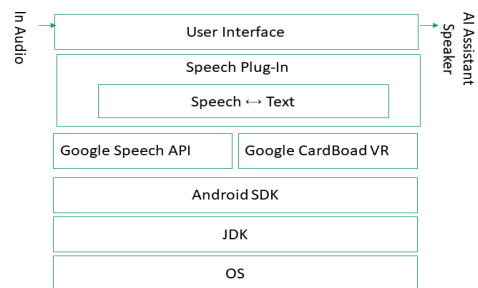 In Audio
User Interface
AI Assistant
Speaker
Speech Plug-In
Speech ↔ Text
Google Speech API
Google CardBoad VR
Android SDK
JDK
OS